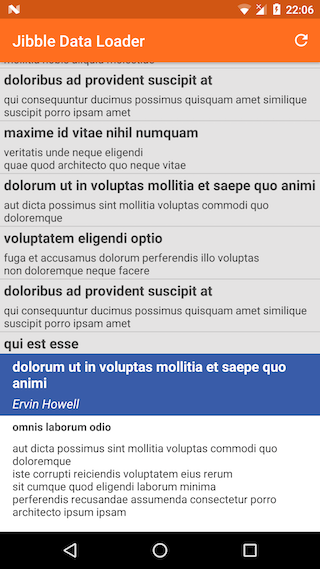 22:06
Jibble Data Loader
mollitia nobis aliquid molestiae
doloribus ad provident suscipit at
qui consequuntur ducimus possimus quisquam amet similique
suscipit porro ipsam amet
maxime id vitae nihil numquam
veritatis unde neque eligendi
quae quod architecto quo neque vitae
dolorum ut in voluptas mollitia et saepe quo animi
aut dicta possimus sint mollitia voluptas commodi quo
doloremque
voluptatem eligendi optio
fuga et accusamus dolorum perferendis illo voluptas
non doloremque neque facere
doloribus ad provident suscipit at
qui consequuntur ducimus possimus quisquam amet similique
suscipit porro ipsam amet
qui est esse
dolorum ut in voluptas mollitia et saepe quo
animi
Ervin Howell
omnis laborum odio
aut dicta possimus sint mollitia voluptas commodi quo
doloremque
iste corrupti reiciendis voluptatem eius rerum
sit cumque quod eligendi laborum minima
perferendis recusandae assumenda consectetur porro
architecto ipsum ipsam